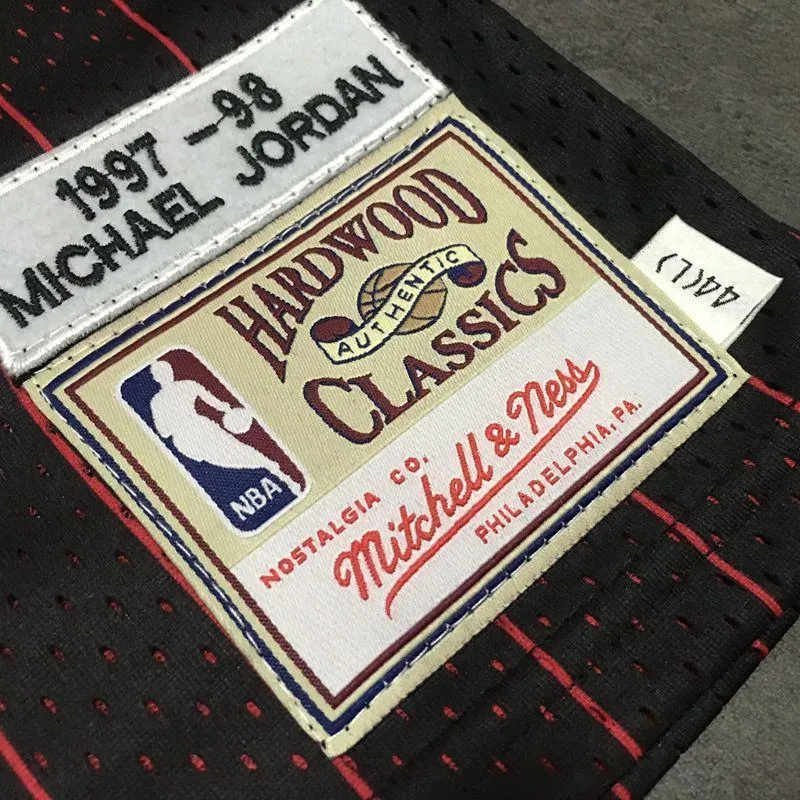 1997 -98
MICHAEL JORDAN
HARDWOOD
AUTHENTIC
CLASSICS
NBA
NOSTALGIA CO.
Mitchell & Ness
PHILADELPHIA, PA.
44(L)